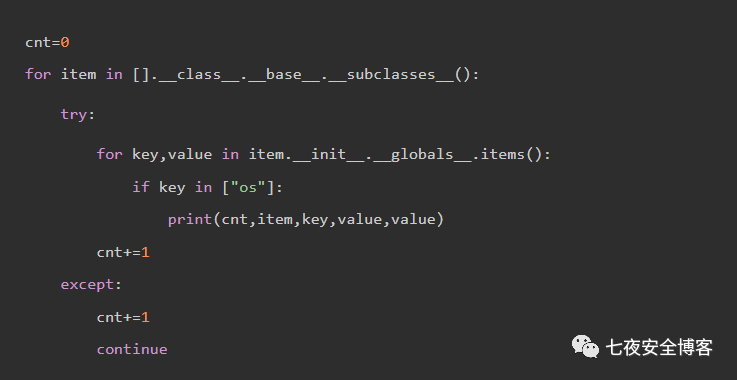 cnt=0
for item in [].__class__.__base__.__subclasses__():
    try:
        for key,value in item.__init__.__globals__.items():
            if key in ["os"]:
                print(cnt,item,key,value,value)
        cnt+=1
    except:
        cnt+=1
        continue
七夜安全博客